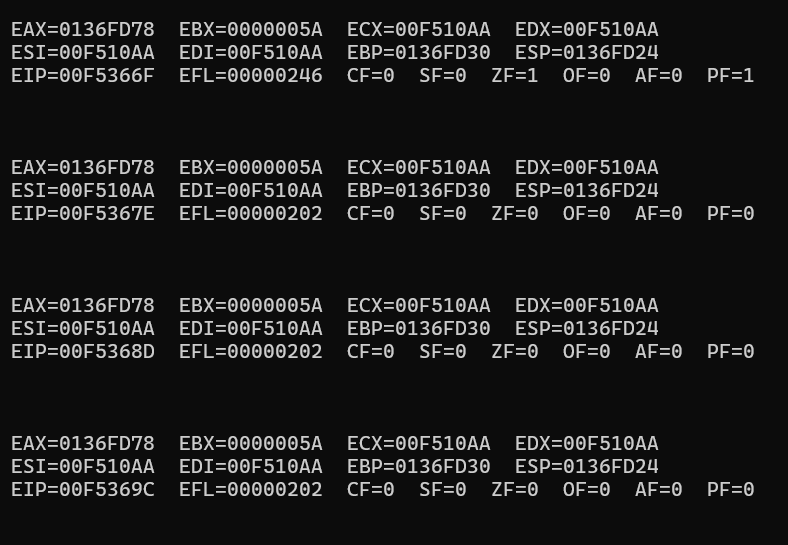 EAX=0136FD78  EBX=0000005A  ECX=00F510AA  EDX=00F510AA
ESI=00F510AA  EDI=00F510AA  EBP=0136FD30  ESP=0136FD24
EIP=00F5366F  EFL=00000246  CF=0  SF=0  ZF=1  OF=0  AF=0  PF=1
EAX=0136FD78  EBX=0000005A  ECX=00F510AA  EDX=00F510AA
ESI=00F510AA  EDI=00F510AA  EBP=0136FD30  ESP=0136FD24
EIP=00F5367E  EFL=00000202  CF=0  SF=0  ZF=0  OF=0  AF=0  PF=0
EAX=0136FD78  EBX=0000005A  ECX=00F510AA  EDX=00F510AA
ESI=00F510AA  EDI=00F510AA  EBP=0136FD30  ESP=0136FD24
EIP=00F5368D  EFL=00000202  CF=0  SF=0  ZF=0  OF=0  AF=0  PF=0
EAX=0136FD78  EBX=0000005A  ECX=00F510AA  EDX=00F510AA
ESI=00F510AA  EDI=00F510AA  EBP=0136FD30  ESP=0136FD24
EIP=00F5369C  EFL=00000202  CF=0  SF=0  ZF=0  OF=0  AF=0  PF=0